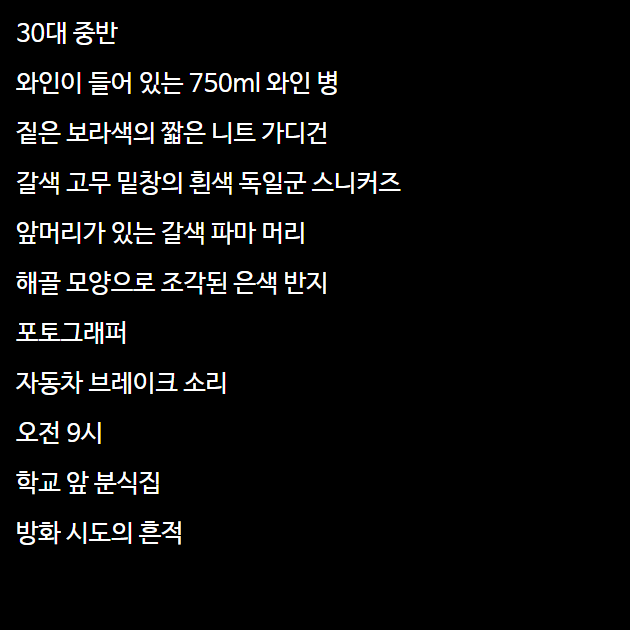 30대 중반
와인이 들어 있는 750ml 와인 병
짙은 보라색의 짧은 니트 가디건
갈색 고무 밑창의 흰색 독일군 스니커즈
앞머리가 있는 갈색 파마 머리
해골 모양으로 조각된 은색 반지
포토그래퍼
자동차 브레이크 소리
오전 9시
학교 앞 분식집
방화 시도의 흔적